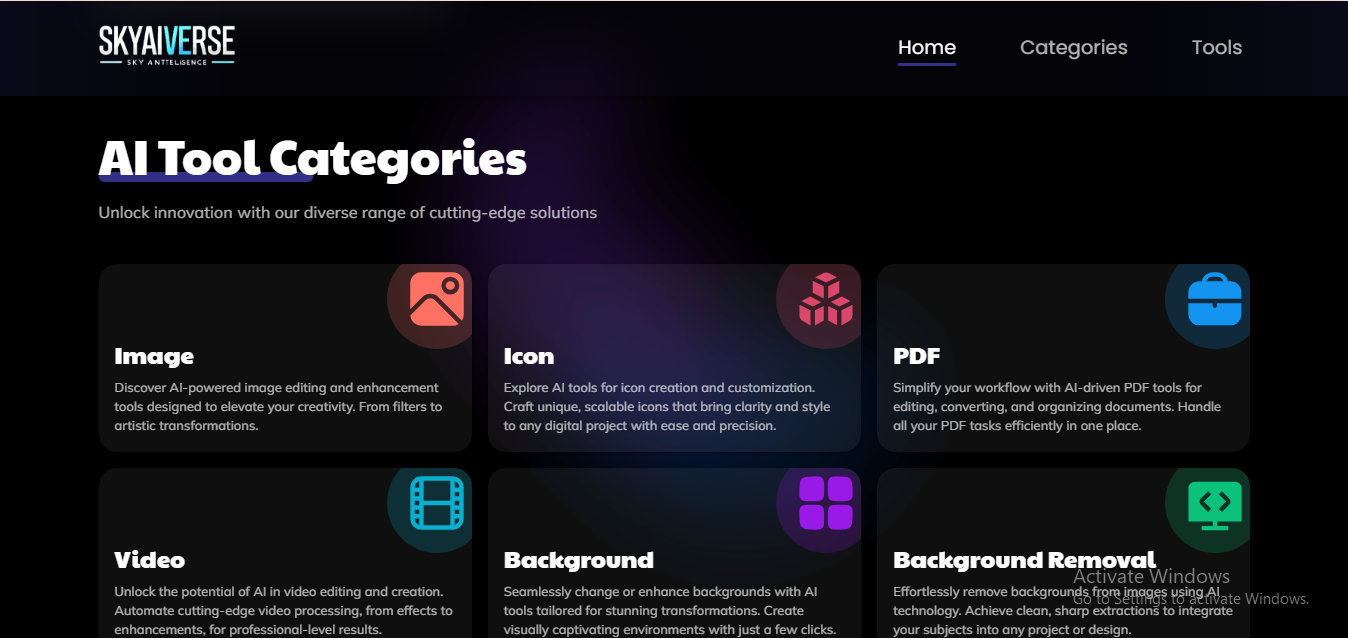 SKYAIVERSE
SKY ANTTELISENCE
Home
Categories
Tools
AI Tool Categories
Unlock innovation with our diverse range of cutting-edge solutions
Image
Discover AI-powered image editing and enhancement
tools designed to elevate your creativity. From filters to
artistic transformations.
Icon
Explore AI tools for icon creation and customization.
Craft unique, scalable icons that bring clarity and style
to any digital project with ease and precision.
PDF
Simplify your workflow with AI-driven PDF tools for
editing, converting, and organizing documents. Handle
all your PDF tasks efficiently in one place.
Video
Unlock the potential of AI in video editing and creation.
Automate cutting-edge video processing, from effects to
enhancements, for professional-level results.
Background
Seamlessly change or enhance backgrounds with AI
tools tailored for stunning transformations. Create
visually captivating environments with just a few clicks.
Background Removal
Effortlessly remove backgrounds from images using AI
technology. Achieve clean, sharp extractions to integrate
your subjects into any project or design.
Activate Windows
Go to Settings to activate Windows.